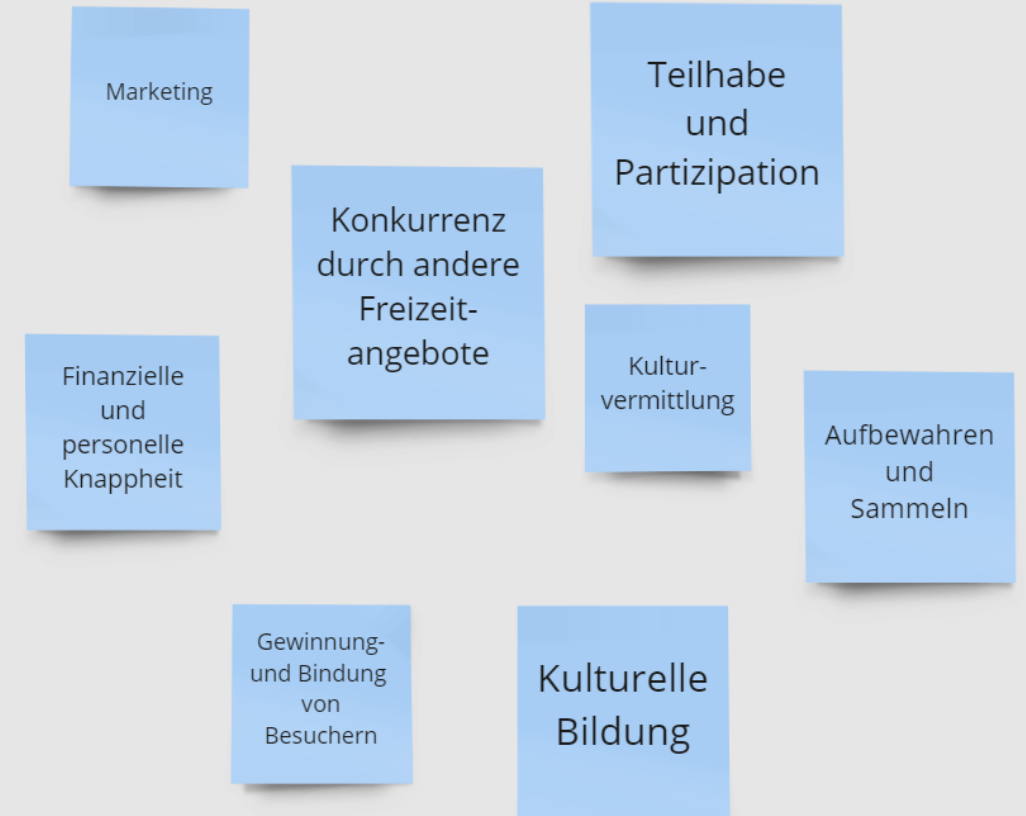 Marketing
Teilhabe
und
Partizipation
Konkurrenz
durch andere
Freizeit-
angebote
Kultur-
vermittlung
Finanzielle
und
personelle
Knappheit
Aufbewahren
und
Sammeln
Gewinnung-
und Bindung
von
Besuchern
Kulturelle
Bildung